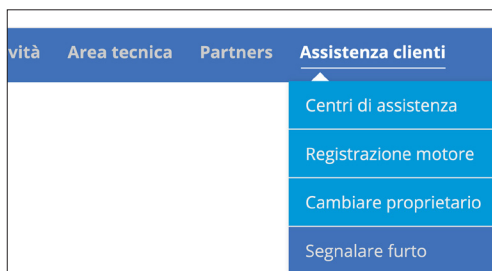 vità Area tecnica Partners Assistenza clienti
Centri di assistenza
Registrazione motore
Cambiare proprietario
Segnalare furto